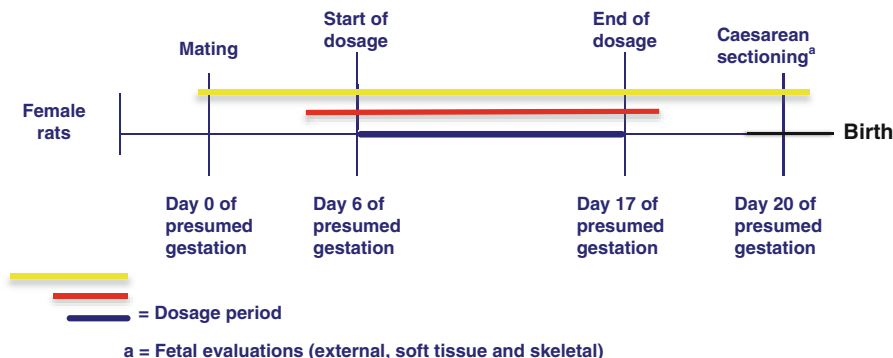 Mating
Start of
dosage
End of
dosage
Caesarean
sectioningᵃ
Female
rats
Birth
Day 0 of
presumed
gestation
Day 6 of
presumed
gestation
Day 17 of
presumed
gestation
Day 20 of
presumed
gestation
= Dosage period
a = Fetal evaluations (external, soft tissue and skeletal)